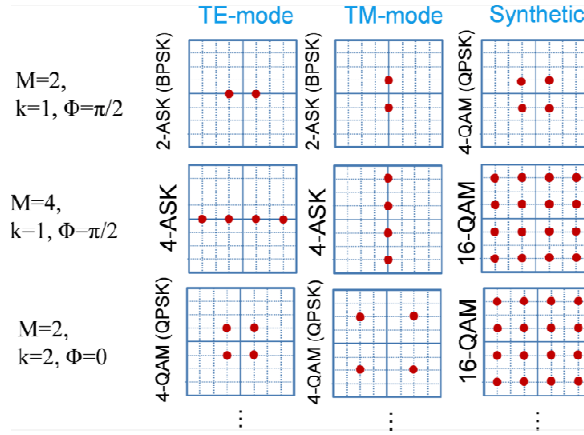 TE-mode TM-mode Synthetic
M=2,
k=1, Φ=π/2
2-ASK (BPSK)
2-ASK (BPSK)
4-QAM (QPSK)
M=4,
k−1, Φ−π/2
4-ASK
4-ASK
16-QAM
M=2,
k=2, Φ=0
4-QAM (QPSK)
4-QAM (QPSK)
16-QAM
⋮ ⋮ ⋮